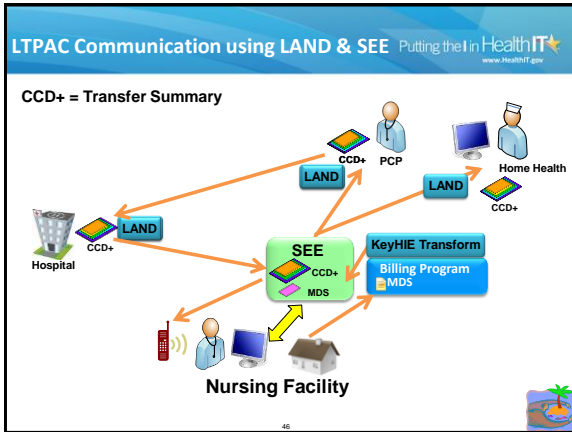 LTPAC Communication using LAND & SEE
Putting the I in HealthIT
www.HealthIT.gov
CCD+ = Transfer Summary
CCD+
PCP
LAND
Home Health
LAND
CCD+
CCD+
LAND
Hospital
SEE
CCD+
MDS
KeyHIE Transform
Billing Program
MDS
Nursing Facility
46